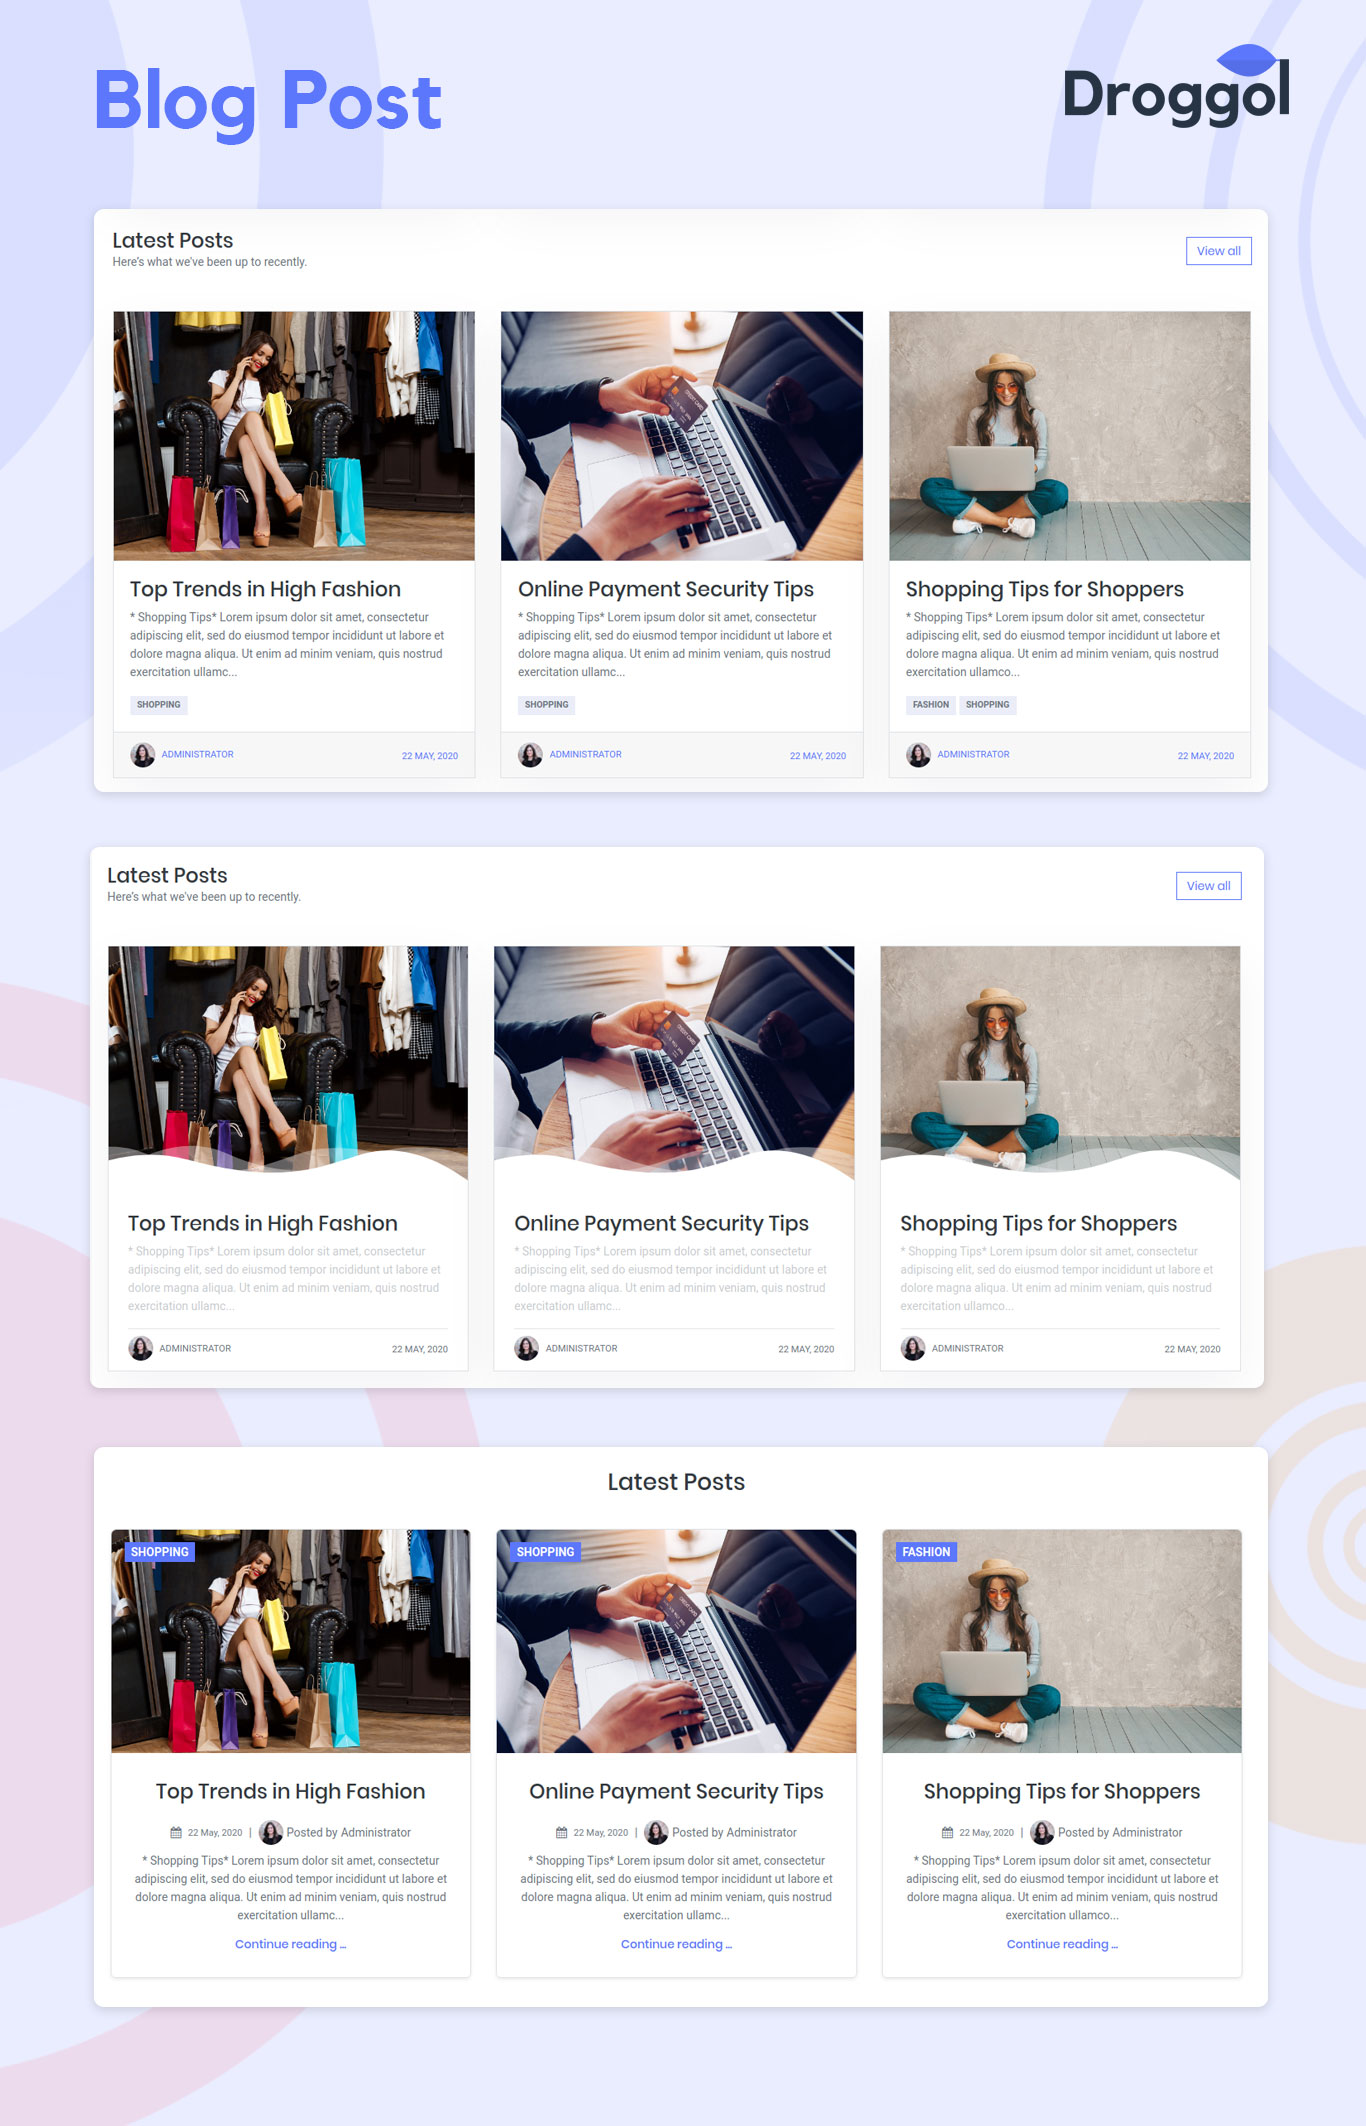 Blog Post
Droggol
Latest Posts
Here's what we've been up to recently.
View all
Top Trends in High Fashion
* Shopping Tips* Lorem ipsum dolor sit amet, consectetur
adipiscing elit, sed do eiusmod tempor incididunt ut labore et
dolore magna aliqua. Ut enim ad minim veniam, quis nostrud
exercitation ullamc...
SHOPPING
ADMINISTRATOR
22 MAY, 2020
Online Payment Security Tips
* Shopping Tips* Lorem ipsum dolor sit amet, consectetur
adipiscing elit, sed do eiusmod tempor incididunt ut labore et
dolore magna aliqua. Ut enim ad minim veniam, quis nostrud
exercitation ullamc...
SHOPPING
ADMINISTRATOR
22 MAY, 2020
Shopping Tips for Shoppers
* Shopping Tips* Lorem ipsum dolor sit amet, consectetur
adipiscing elit, sed do eiusmod tempor incididunt ut labore et
dolore magna aliqua. Ut enim ad minim veniam, quis nostrud
exercitation ullamco...
FASHION SHOPPING
ADMINISTRATOR
22 MAY, 2020
Latest Posts
Here's what we've been up to recently.
View all
Top Trends in High Fashion
* Shopping Tips* Lorem ipsum dolor sit amet, consectetur
adipiscing elit, sed do eiusmod tempor incididunt ut labore et
dolore magna aliqua. Ut enim ad minim veniam, quis nostrud
exercitation ullamc...
ADMINISTRATOR
22 MAY, 2020
Online Payment Security Tips
* Shopping Tips* Lorem ipsum dolor sit amet, consectetur
adipiscing elit, sed do eiusmod tempor incididunt ut labore et
dolore magna aliqua. Ut enim ad minim veniam, quis nostrud
exercitation ullamc...
ADMINISTRATOR
22 MAY, 2020
Shopping Tips for Shoppers
* Shopping Tips* Lorem ipsum dolor sit amet, consectetur
adipiscing elit, sed do eiusmod tempor incididunt ut labore et
dolore magna aliqua. Ut enim ad minim veniam, quis nostrud
exercitation ullamco...
ADMINISTRATOR
22 MAY, 2020
Latest Posts
SHOPPING
Top Trends in High Fashion
22 May, 2020 | Posted by Administrator
* Shopping Tips* Lorem ipsum dolor sit amet, consectetur
adipiscing elit, sed do eiusmod tempor incididunt ut labore et
dolore magna aliqua. Ut enim ad minim veniam, quis nostrud
exercitation ullamc...
Continue reading ...
SHOPPING
Online Payment Security Tips
22 May, 2020 | Posted by Administrator
* Shopping Tips* Lorem ipsum dolor sit amet, consectetur
adipiscing elit, sed do eiusmod tempor incididunt ut labore et
dolore magna aliqua. Ut enim ad minim veniam, quis nostrud
exercitation ullamc...
Continue reading ...
FASHION
Shopping Tips for Shoppers
22 May, 2020 | Posted by Administrator
* Shopping Tips* Lorem ipsum dolor sit amet, consectetur
adipiscing elit, sed do eiusmod tempor incididunt ut labore et
dolore magna aliqua. Ut enim ad minim veniam, quis nostrud
exercitation ullamco...
Continue reading ...